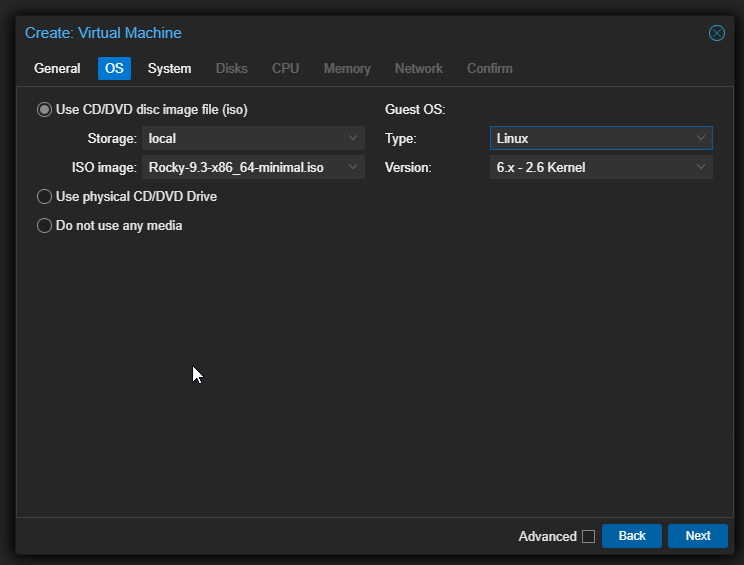 Create: Virtual Machine
General OS System Disks CPU Memory Network Confirm
Use CD/DVD disc image file (iso)
Storage: local
ISO image: Rocky-9.3-x86_64-minimal.iso
Use physical CD/DVD Drive
Do not use any media
Guest OS:
Type: Linux
Version: 6.x - 2.6 Kernel
Advanced Back Next